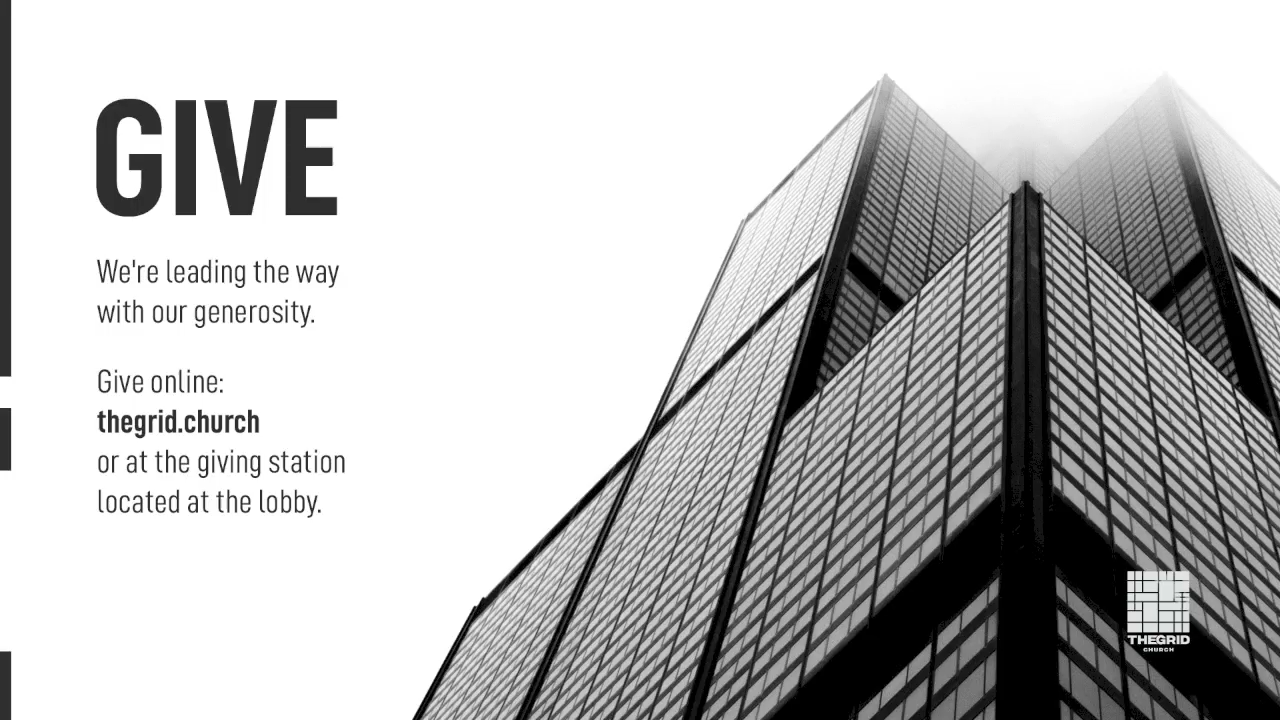 GIVE
We're leading the way
with our generosity.
Give online:
thegrid.church
or at the giving station
located at the lobby.
THEGRID
CHURCH